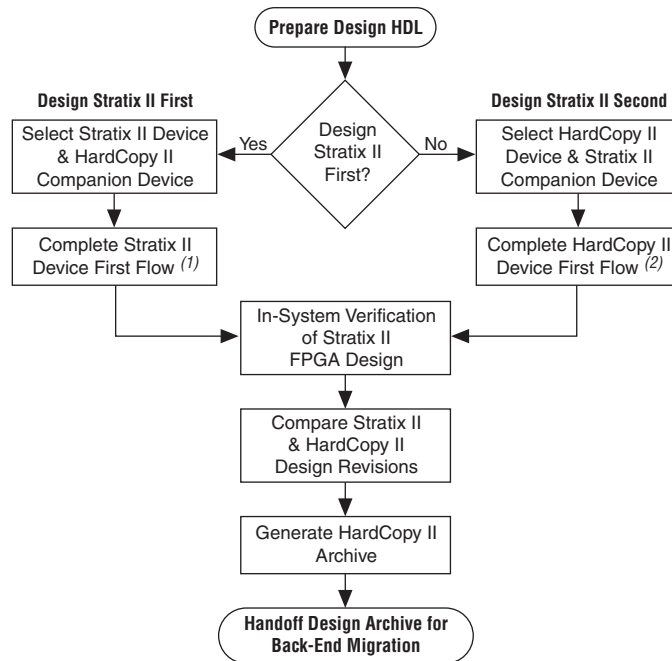 Prepare Design HDL
Design Stratix II First
Design Stratix II Second
Select Stratix II Device
& HardCopy II
Companion Device
Yes
Design
Stratix II
First?
No
Select HardCopy II
Device & Stratix II
Companion Device
Complete Stratix II
Device First Flow (1)
Complete HardCopy II
Device First Flow (2)
In-System Verification
of Stratix II
FPGA Design
Compare Stratix II
& HardCopy II
Design Revisions
Generate HardCopy II
Archive
Handoff Design Archive for
Back-End Migration